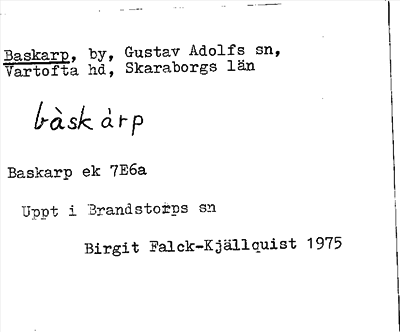 Baskarp, by, Gustav Adolfs sn,
Vartofta hd, Skaraborgs län
bàskàrp
Baskarp ek 7E6a
Uppt i Brandstorps sn
Birgit Falck-Kjällquist 1975